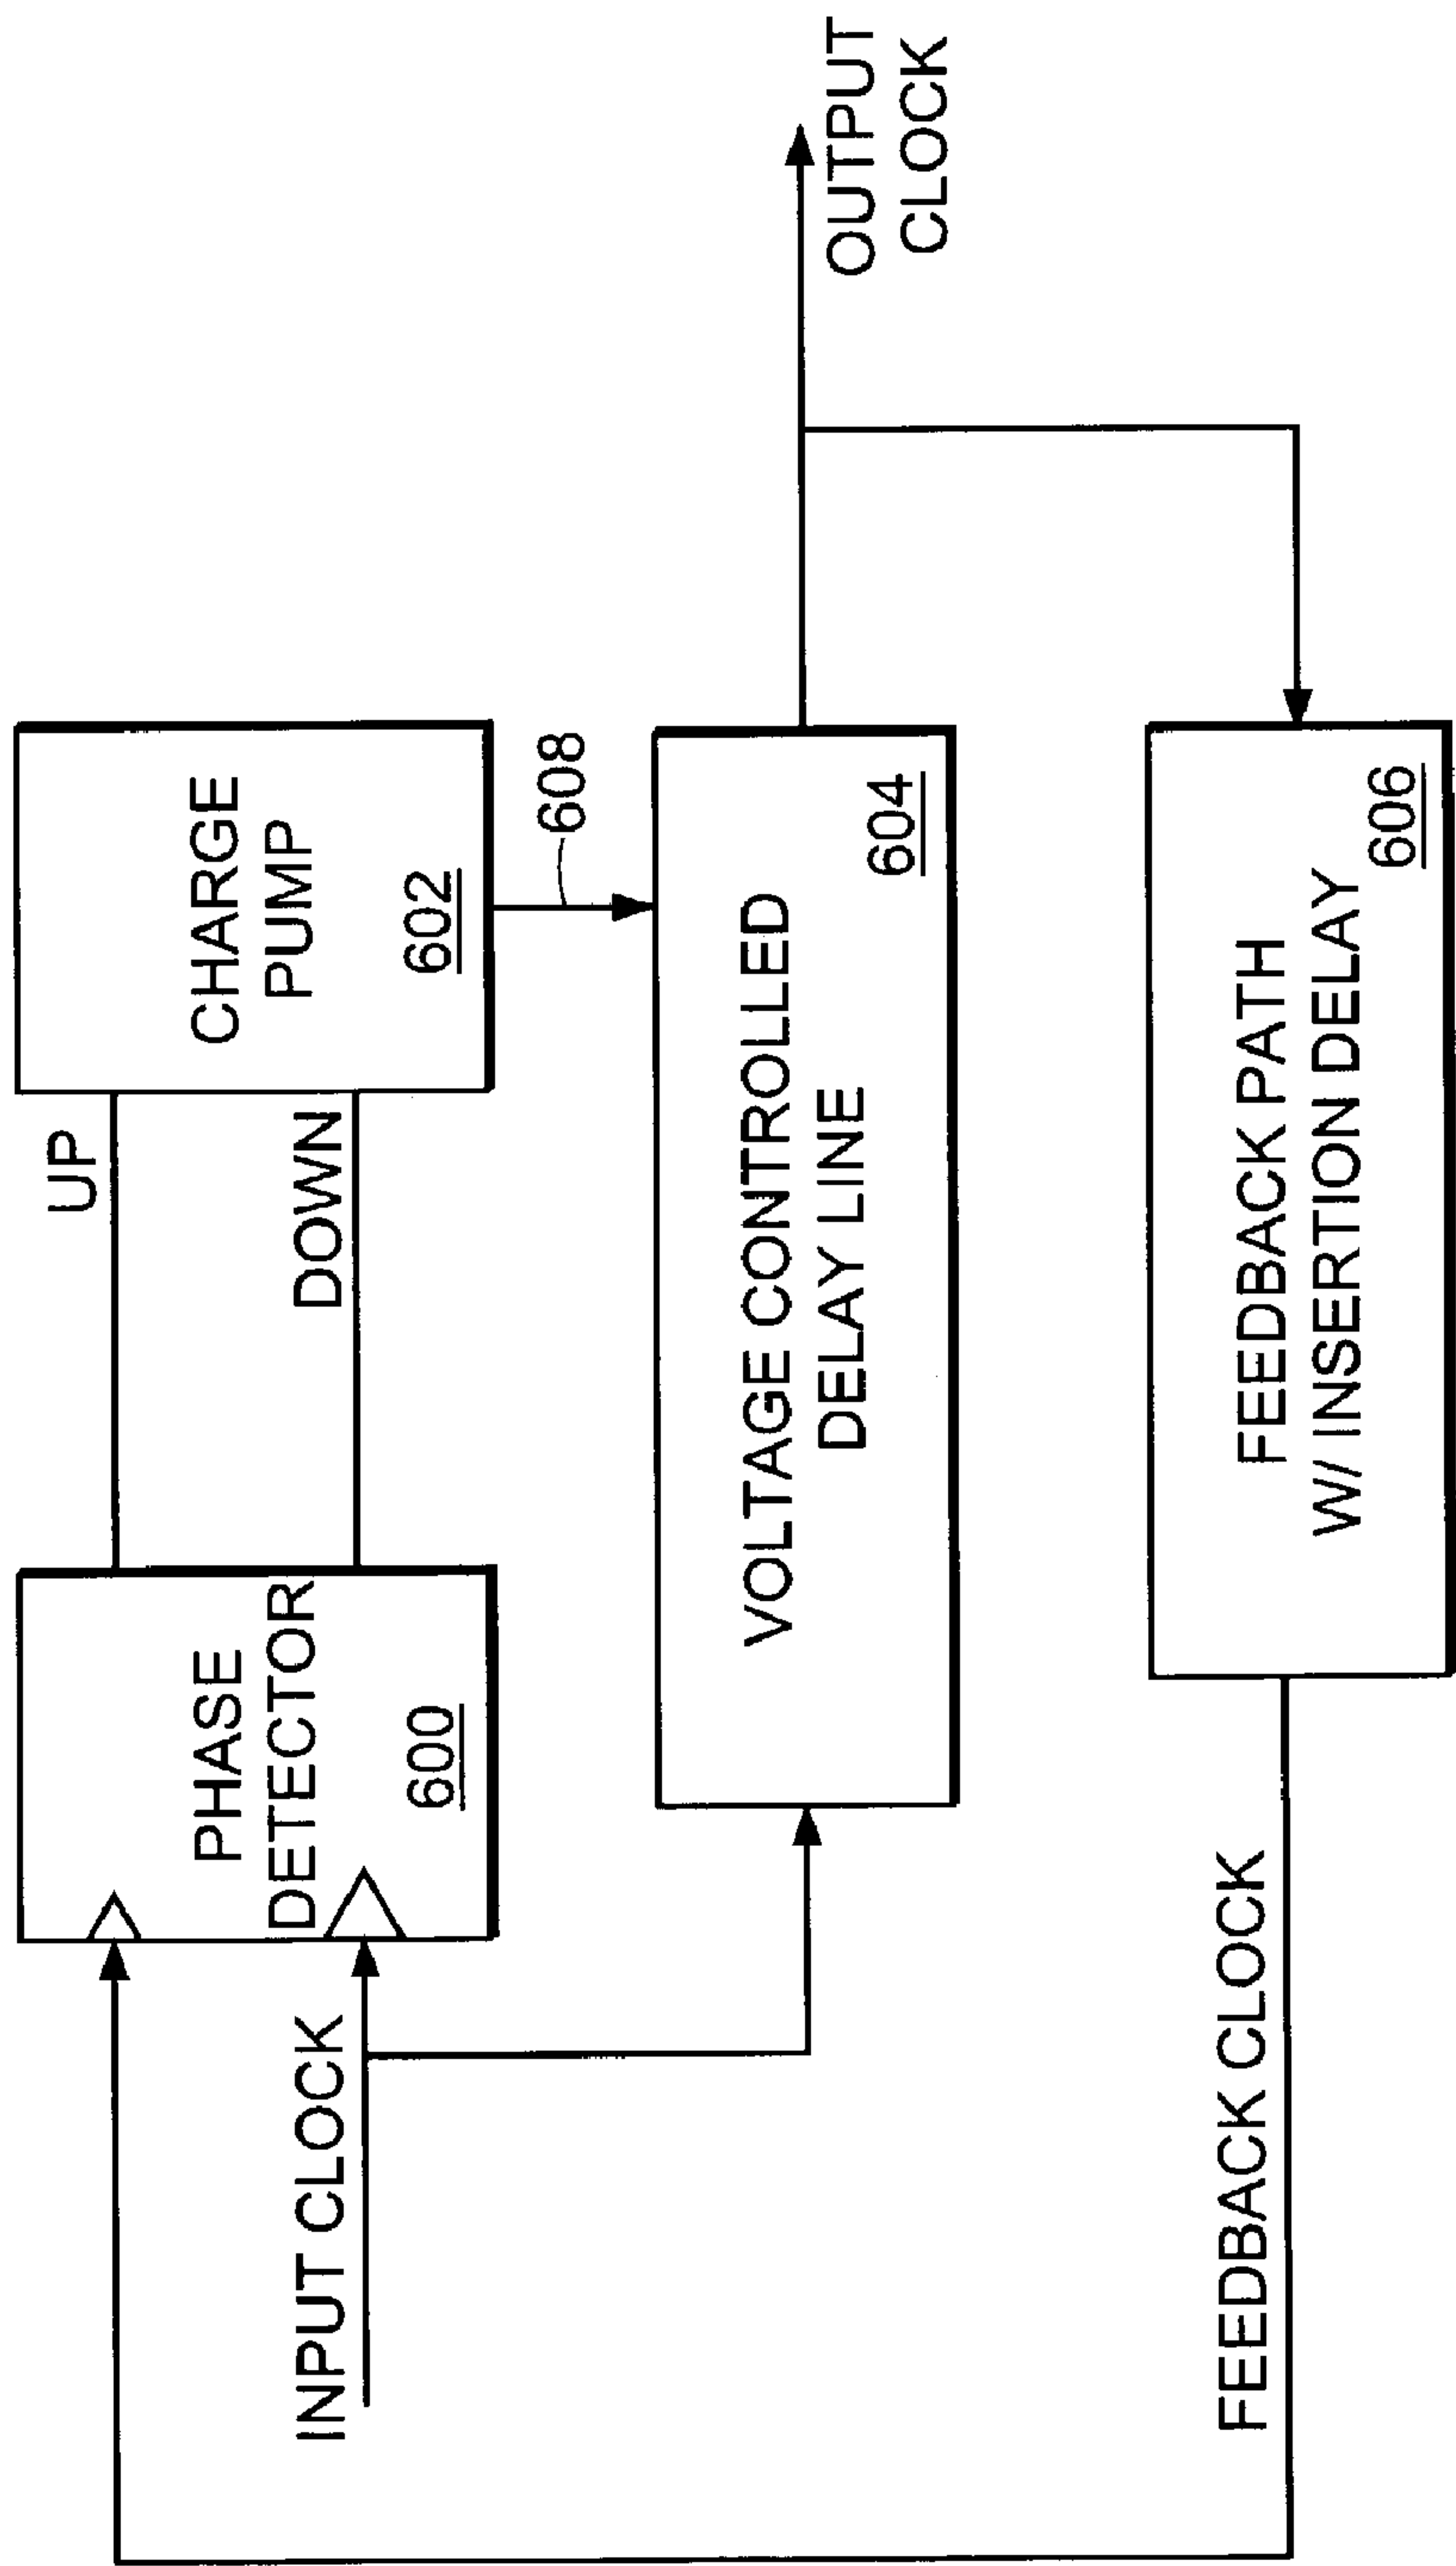 UP
PHASE
DETECTOR
600
CHARGE
PUMP
602
DOWN
INPUT CLOCK
608
VOLTAGE CONTROLLED
DELAY LINE
604
OUTPUT
CLOCK
FEEDBACK CLOCK
FEEDBACK PATH
W/ INSERTION DELAY
606